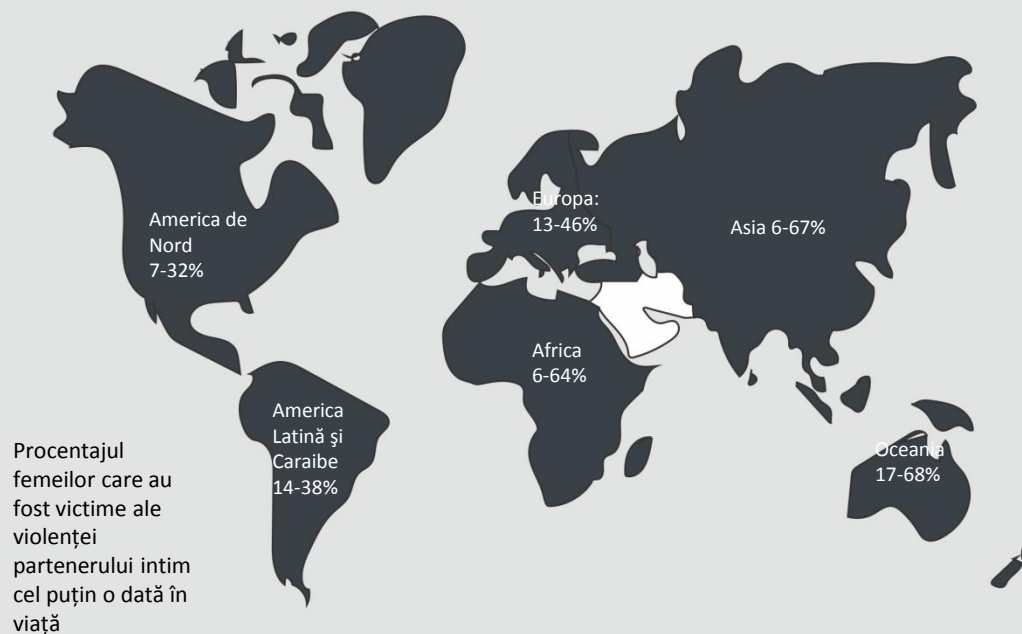 America de
Nord
7-32%
Europa:
13-46%
Asia 6-67%
Africa
6-64%
America
Latină şi
Caraibe
14-38%
Oceania
17-68%
Procentajul
femeilor care au
fost victime ale
violenței
partenerului intim
cel puțin o dată în
viață